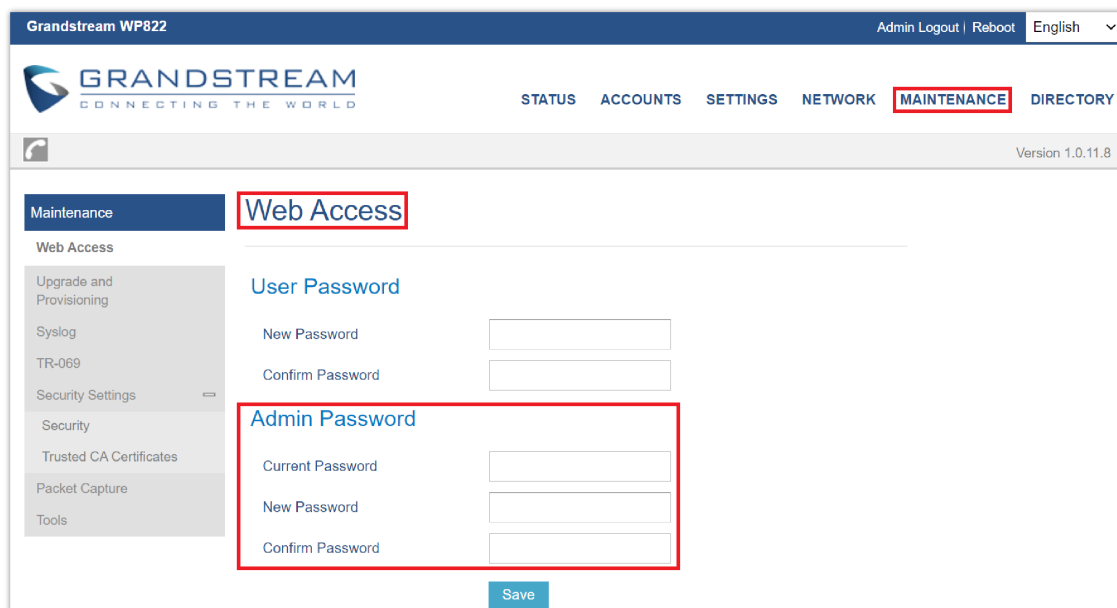 Grandstream WP822
Admin Logout | Reboot
English
GRANDSTREAM
CONNECTING THE WORLD
STATUS ACCOUNTS SETTINGS NETWORK MAINTENANCE DIRECTORY
Version 1.0.11.8
Maintenance
Web Access
Upgrade and
Provisioning
Syslog
TR-069
Security Settings
Security
Trusted CA Certificates
Packet Capture
Tools
Web Access
User Password
New Password
Confirm Password
Admin Password
Current Password
New Password
Confirm Password
Save